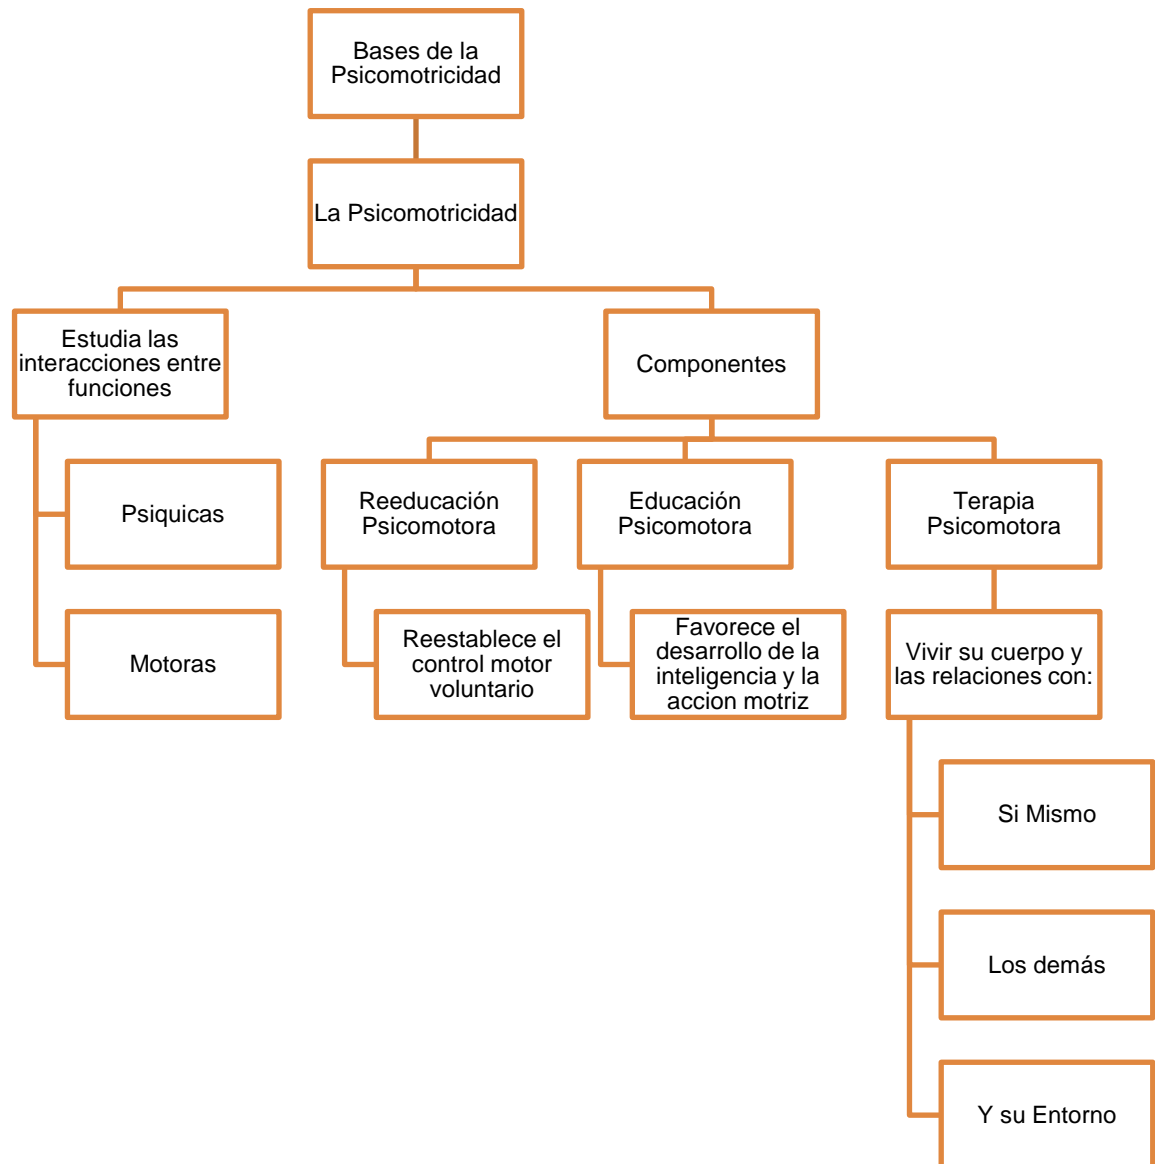 Bases de la
Psicomotricidad
La Psicomotricidad
Estudia las
interacciones entre
funciones
Psiquicas
Motoras
Componentes
Reeducación
Psicomotora
Reestablece el
control motor
voluntario
Educación
Psicomotora
Favorece el
desarrollo de la
inteligencia y la
accion motriz
Terapia
Psicomotora
Vivir su cuerpo y
las relaciones con:
Si Mismo
Los demás
Y su Entorno